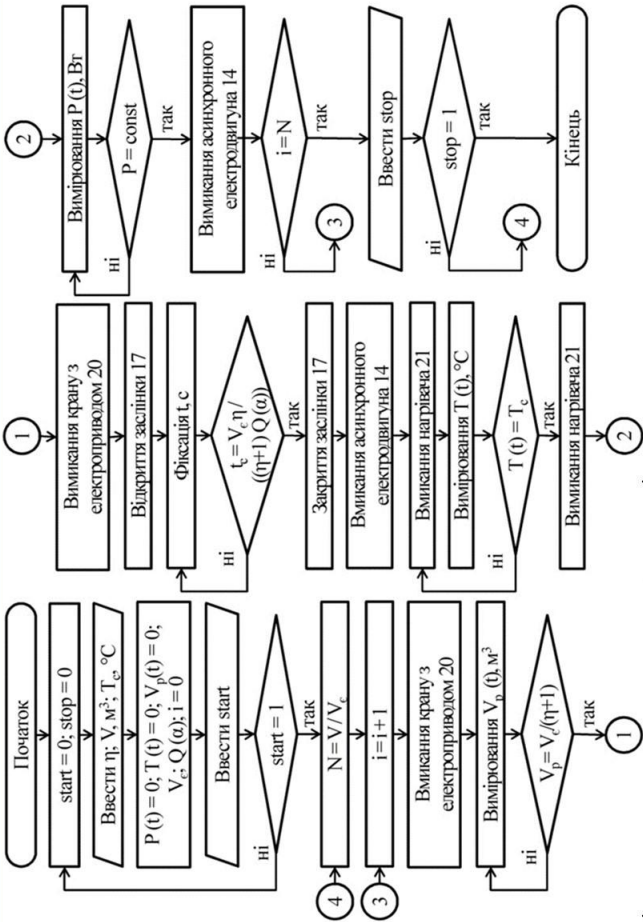 Початок
start = 0; stop = 0
Ввести η; V, м³; Tс, °C
P (t) = 0; T (t) = 0; Vр(t) = 0;
Vс; Q (α); i = 0
Ввести start
start = 1
ні
так
4
N = V/ Vс
3
i = i + 1
Вмикання крану з
електроприводом 20
Вимірювання Vр (t), м³
Vр = Vс/(η+1)
ні
так
1
1
Вимикання крану з
електроприводом 20
Відкриття заслінки 17
Фіксація t, с
tс = Vс η/
((η+1) Q (α))
ні
так
Закриття заслінки 17
Вмикання асинхронного
електродвигуна 14
Вмикання нагрівача 21
Вимірювання T (t), °C
T (t) = Tс
ні
так
Вимикання нагрівача 21
2
2
Вимірювання P (t), Вт
P = const
ні
так
Вимикання асинхронного
електродвигуна 14
i = N
ні
так
3
Ввести stop
stop = 1
ні
так
4
Кінець